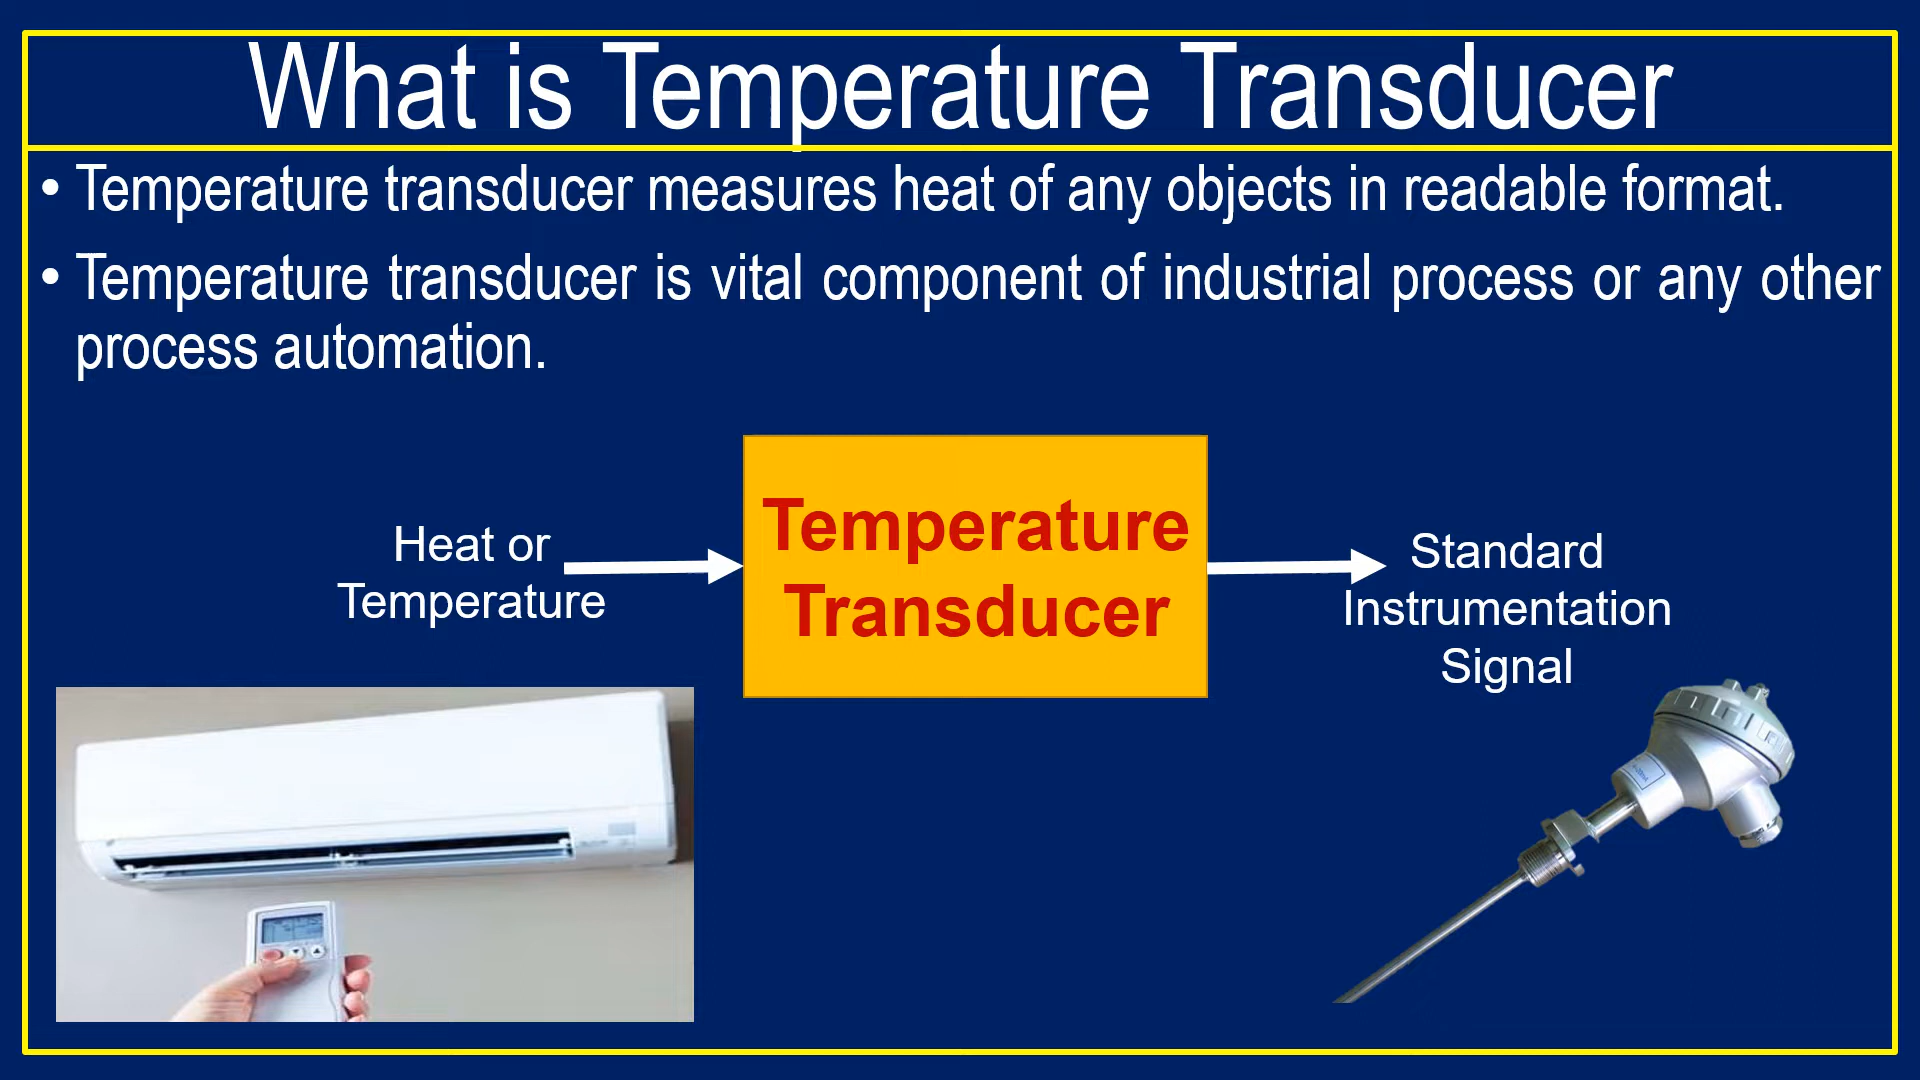 What is Temperature Transducer
• Temperature transducer measures heat of any objects in readable format.
• Temperature transducer is vital component of industrial process or any other
process automation.
Heat or
Temperature
Temperature
Transducer
Standard
Instrumentation
Signal